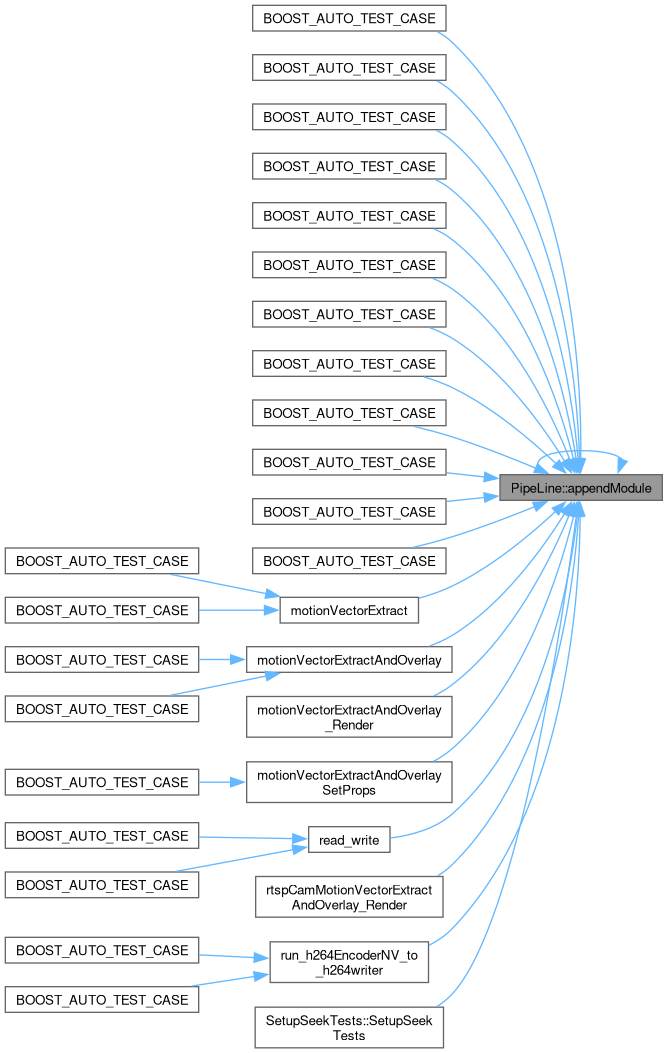 BOOST_AUTO_TEST_CASE
BOOST_AUTO_TEST_CASE
BOOST_AUTO_TEST_CASE
BOOST_AUTO_TEST_CASE
BOOST_AUTO_TEST_CASE
BOOST_AUTO_TEST_CASE
BOOST_AUTO_TEST_CASE
BOOST_AUTO_TEST_CASE
BOOST_AUTO_TEST_CASE
BOOST_AUTO_TEST_CASE
PipeLine::appendModule
BOOST_AUTO_TEST_CASE
BOOST_AUTO_TEST_CASE
BOOST_AUTO_TEST_CASE
BOOST_AUTO_TEST_CASE
motionVectorExtract
BOOST_AUTO_TEST_CASE
motionVectorExtractAndOverlay
BOOST_AUTO_TEST_CASE
motionVectorExtractAndOverlay
_Render
BOOST_AUTO_TEST_CASE
motionVectorExtractAndOverlay
SetProps
BOOST_AUTO_TEST_CASE
read_write
BOOST_AUTO_TEST_CASE
rtspCamMotionVectorExtract
AndOverlay_Render
BOOST_AUTO_TEST_CASE
run_h264EncoderNV_to
_h264writer
BOOST_AUTO_TEST_CASE
SetupSeekTests::SetupSeek
Tests